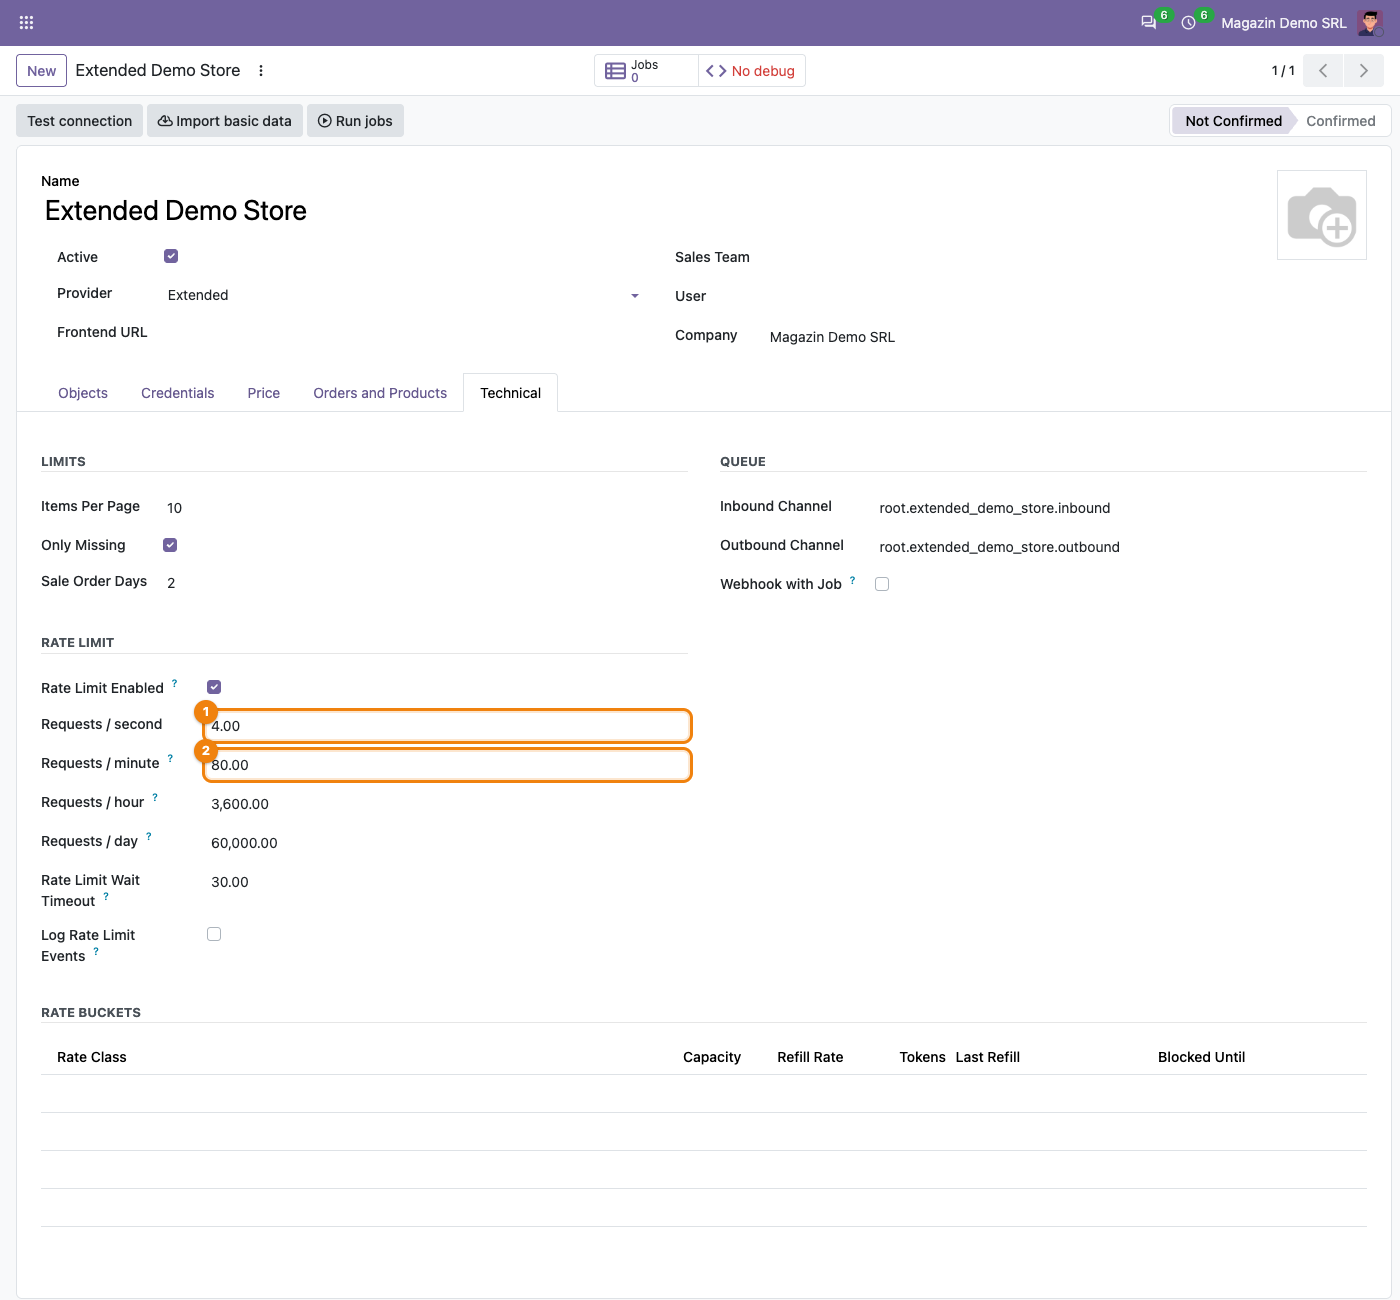 6
6
Magazin Demo SRL
New
Extended Demo Store
Jobs
0
No debug
1 / 1
Test connection
Import basic data
Run jobs
Not Confirmed
Confirmed
Name
Extended Demo Store
Active
Sales Team
Provider
Extended
User
Frontend URL
Company
Magazin Demo SRL
Objects
Credentials
Price
Orders and Products
Technical
LIMITS
QUEUE
Items Per Page
10
Inbound Channel
root.extended_demo_store.inbound
Only Missing
Outbound Channel
root.extended_demo_store.outbound
Sale Order Days
2
Webhook with Job ?
RATE LIMIT
Rate Limit Enabled ?
1
Requests / second
4.00
2
Requests / minute ?
80.00
Requests / hour ?
3,600.00
Requests / day ?
60,000.00
Rate Limit Wait
Timeout ?
30.00
Log Rate Limit
Events ?
RATE BUCKETS
Rate Class
Capacity
Refill Rate
Tokens
Last Refill
Blocked Until